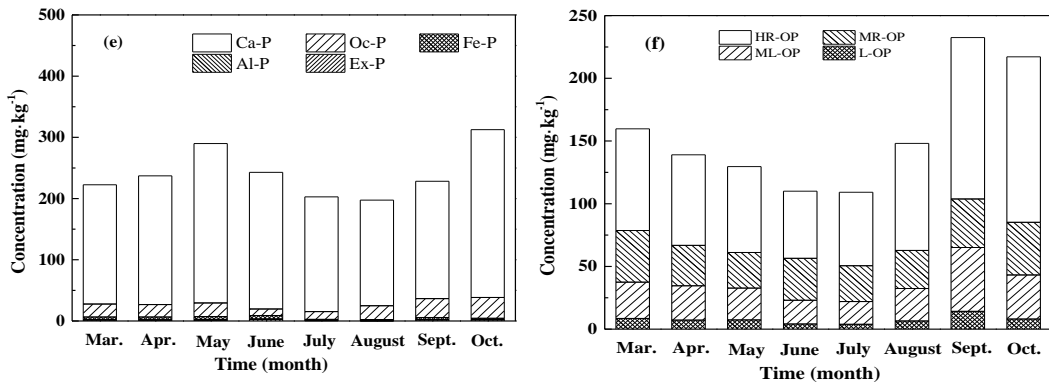 (e)
Ca-P Oc-P Fe-P
Al-P Ex-P
500
400
300
200
100
0
Concentration (mg·kg⁻¹)
Mar. Apr. May June July August Sept. Oct.
Time (month)
(f)
HR-OP MR-OP
ML-OP L-OP
250
200
150
100
50
0
Concentration (mg·kg⁻¹)
Mar. Apr. May June July August Sept. Oct.
Time (month)